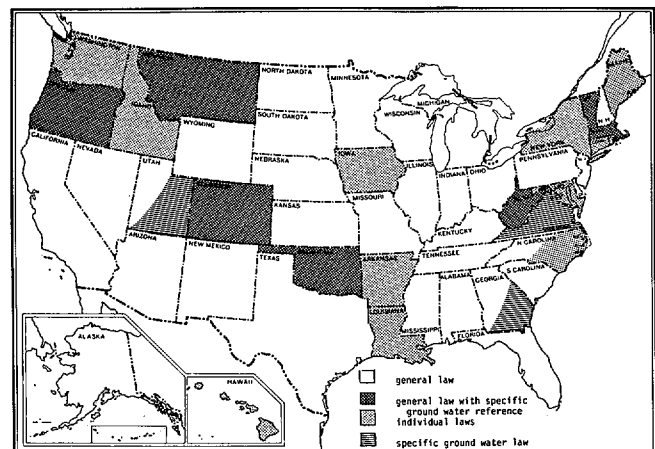 WASHINGTON
NORTH DAKOTA
MINNESOTA
MICHIGAN
WISCONSIN
SOUTH DAKOTA
IDAHO
WYOMING
N.H.
NEW YORK
PENNSYLVANIA
CALIFORNIA
NEVADA
UTAH
NEBRASKA
IOWA
ILLINOIS
INDIANA
OHIO
KANSAS
MISSOURI
KENTUCKY
ARIZONA
NEW MEXICO
TEXAS
ARKANSAS
TENNESSEE
N CAROLINA
S CAROLINA
ALABAMA
GEORGIA
LOUISIANA
MISSISSIPPI
FLORIDA
ALASKA
HAWAII
general law
general law with specific
ground water reference
individual laws
specific ground water law